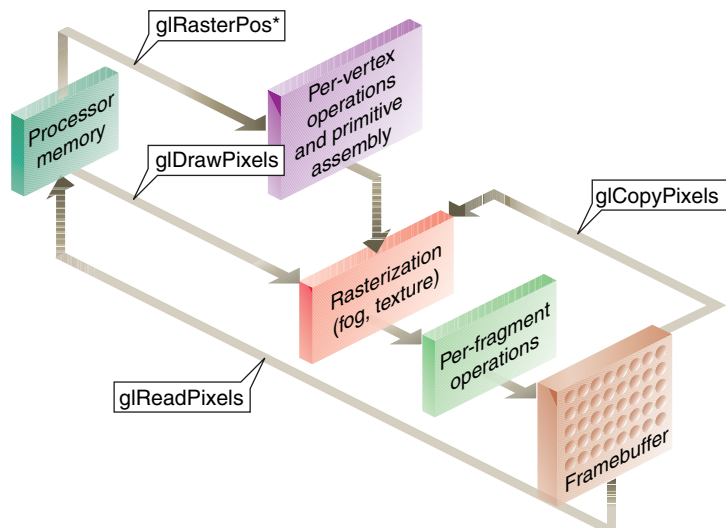 glRasterPos*
Per-vertex
operations
and primitive
assembly
Processor
memory
glDrawPixels
glCopyPixels
Rasterization
(fog, texture)
Per-fragment
operations
glReadPixels
Framebuffer